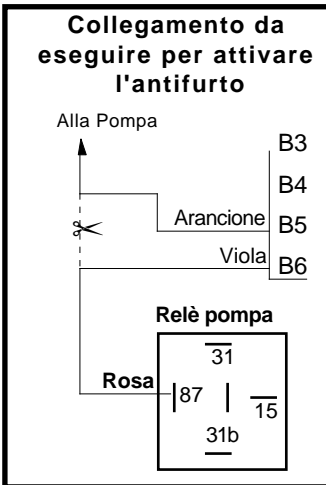 Collegamento da
eseguire per attivare
l'antifurto
Alla Pompa
B3
B4
Arancione B5
Viola B6
Relè pompa
31
Rosa 87
15
31b